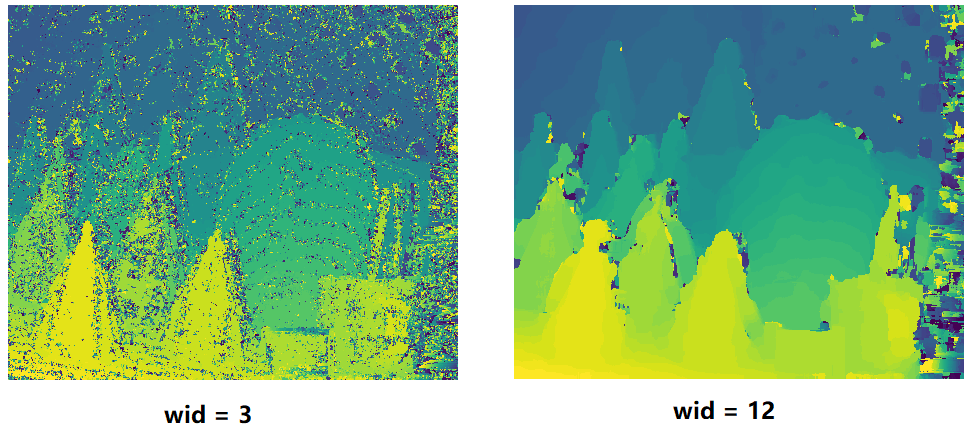 wid = 3
wid = 12